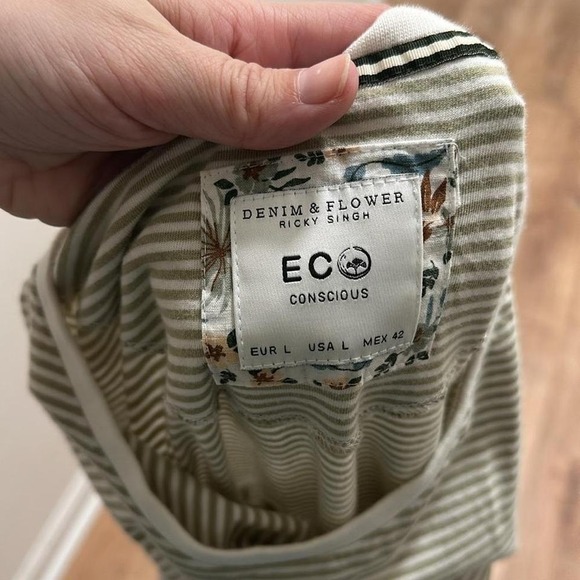 DENIM & FLOWER
RICKY SINGH
ECO
CONSCIOUS
EUR L USA L MEX 42